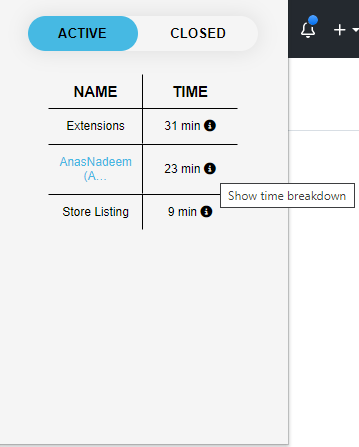 ACTIVE CLOSED
NAME TIME
Extensions 31 min
AnasNadeem
(A... 23 min
Show time breakdown
Store Listing 9 min